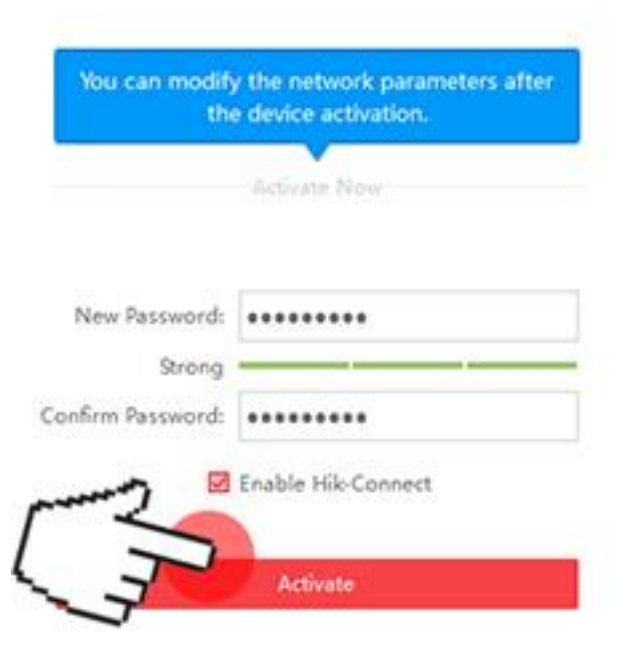 You can modify the network parameters after
the device activation.
Activate Now
New Password: •••••••••
Strong
Confirm Password: •••••••••
Enable Hik-Connect
Activate